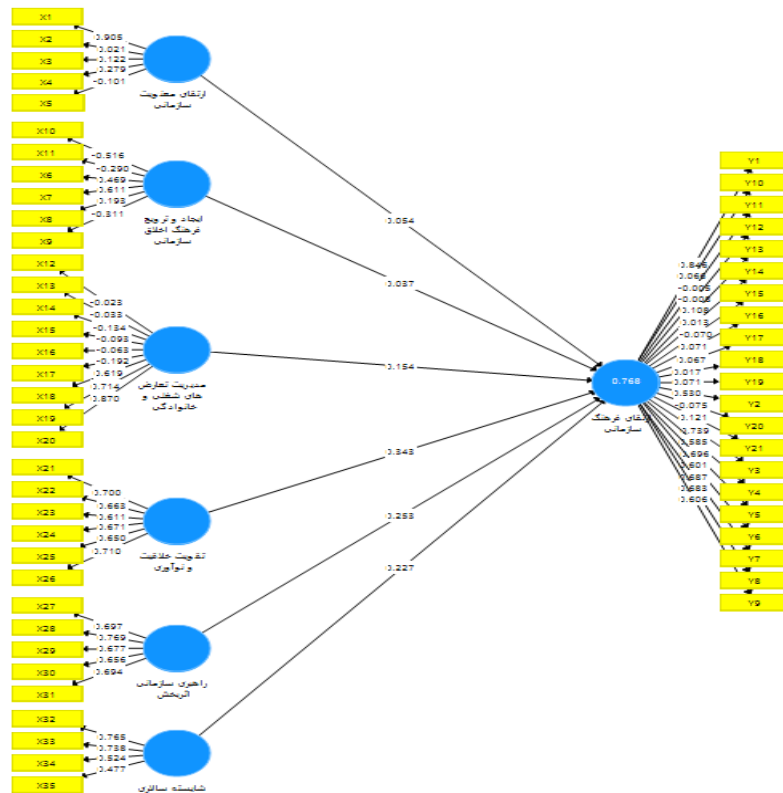 X1
X2
X3
X4
X5
0.905
0.021
0.122
0.279
-0.101
ارتقای معنویت
سازمانی
X10
X11
X6
X7
X8
X9
-0.516
-0.290
0.469
0.611
0.193
-0.311
ایجاد و ترویج
فرهنگ اخلاق
سازمانی
X12
X13
X14
X15
X16
X17
X18
X19
X20
-0.023
-0.033
-0.134
-0.093
-0.063
-0.192
0.619
0.714
0.870
مدیریت تعارض
های شغلی و
خانوادگی
X21
X22
X23
X24
X25
X26
0.700
0.663
0.611
0.671
0.650
0.710
تقویت خلاقیت
و نوآوری
X27
X28
X29
X30
X31
0.697
0.769
0.677
0.656
0.694
راهبری سازمانی
اثربخش
X32
X33
X34
X35
0.765
0.738
0.524
0.477
شایسته سالاری
0.054
0.037
0.154
0.343
0.253
0.227
0.768
ارتقای فرهنگ
سازمانی
0.066
-0.005
-0.008
0.108
0.013
-0.070
0.071
0.067
0.017
0.071
0.530
-0.075
0.121
0.739
0.585
0.696
0.601
0.687
0.683
0.606
Y1
Y10
Y11
Y12
Y13
Y14
Y15
Y16
Y17
Y18
Y19
Y2
Y20
Y21
Y3
Y4
Y5
Y6
Y7
Y8
Y9